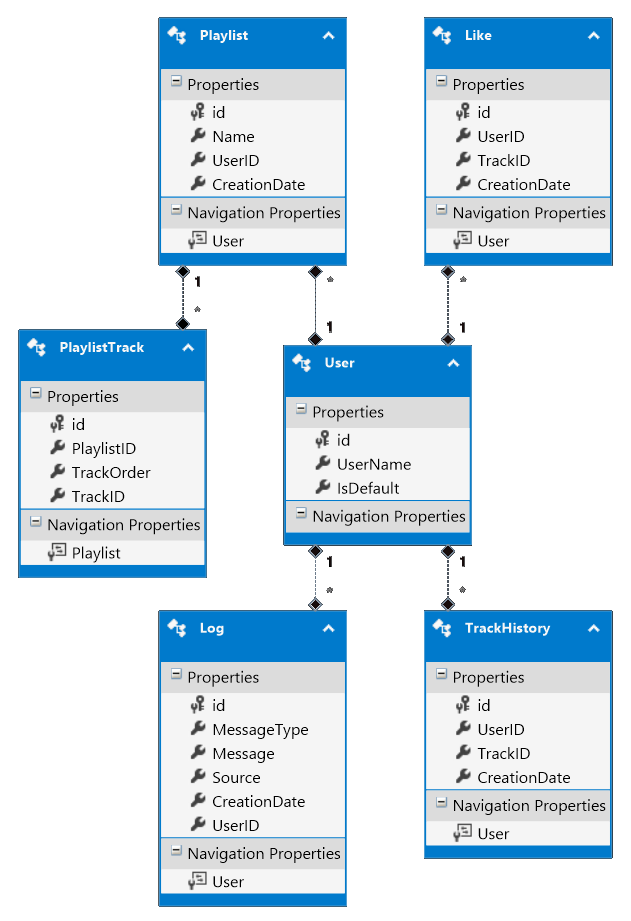 Playlist
Properties
id
Name
UserID
CreationDate
Navigation Properties
User
Like
Properties
id
UserID
TrackID
CreationDate
Navigation Properties
User
1
*
*
1
*
1
PlaylistTrack
Properties
id
PlaylistID
TrackOrder
TrackID
Navigation Properties
Playlist
User
Properties
id
UserName
IsDefault
Navigation Properties
1
*
1
*
Log
Properties
id
MessageType
Message
Source
CreationDate
UserID
Navigation Properties
User
TrackHistory
Properties
id
UserID
TrackID
CreationDate
Navigation Properties
User